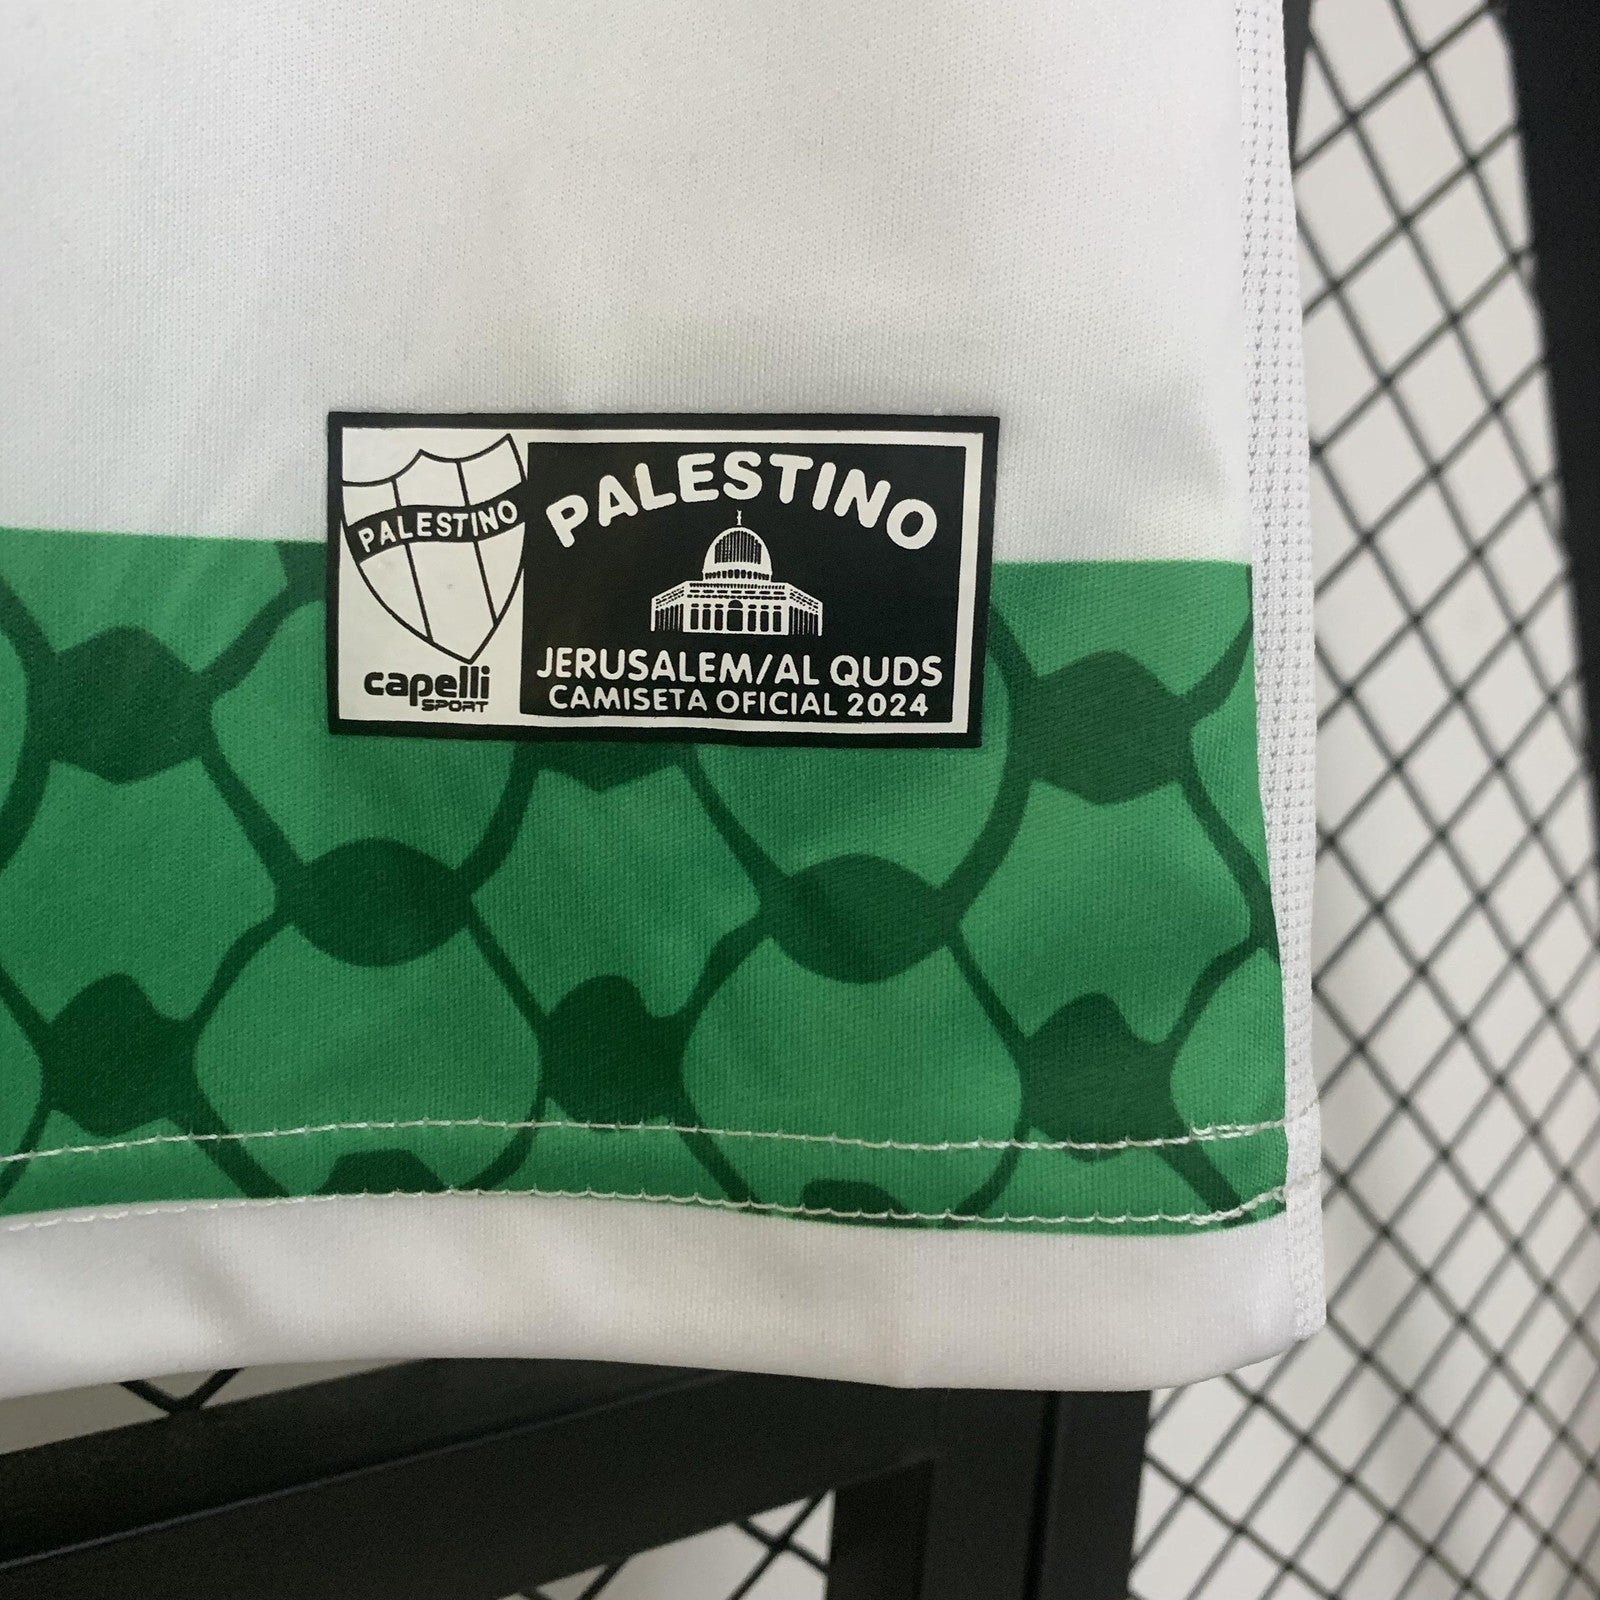 PALESTINO
capelli
SPORT
PALESTINO
JERUSALEM/AL QUDS
CAMISETA OFICIAL 2024